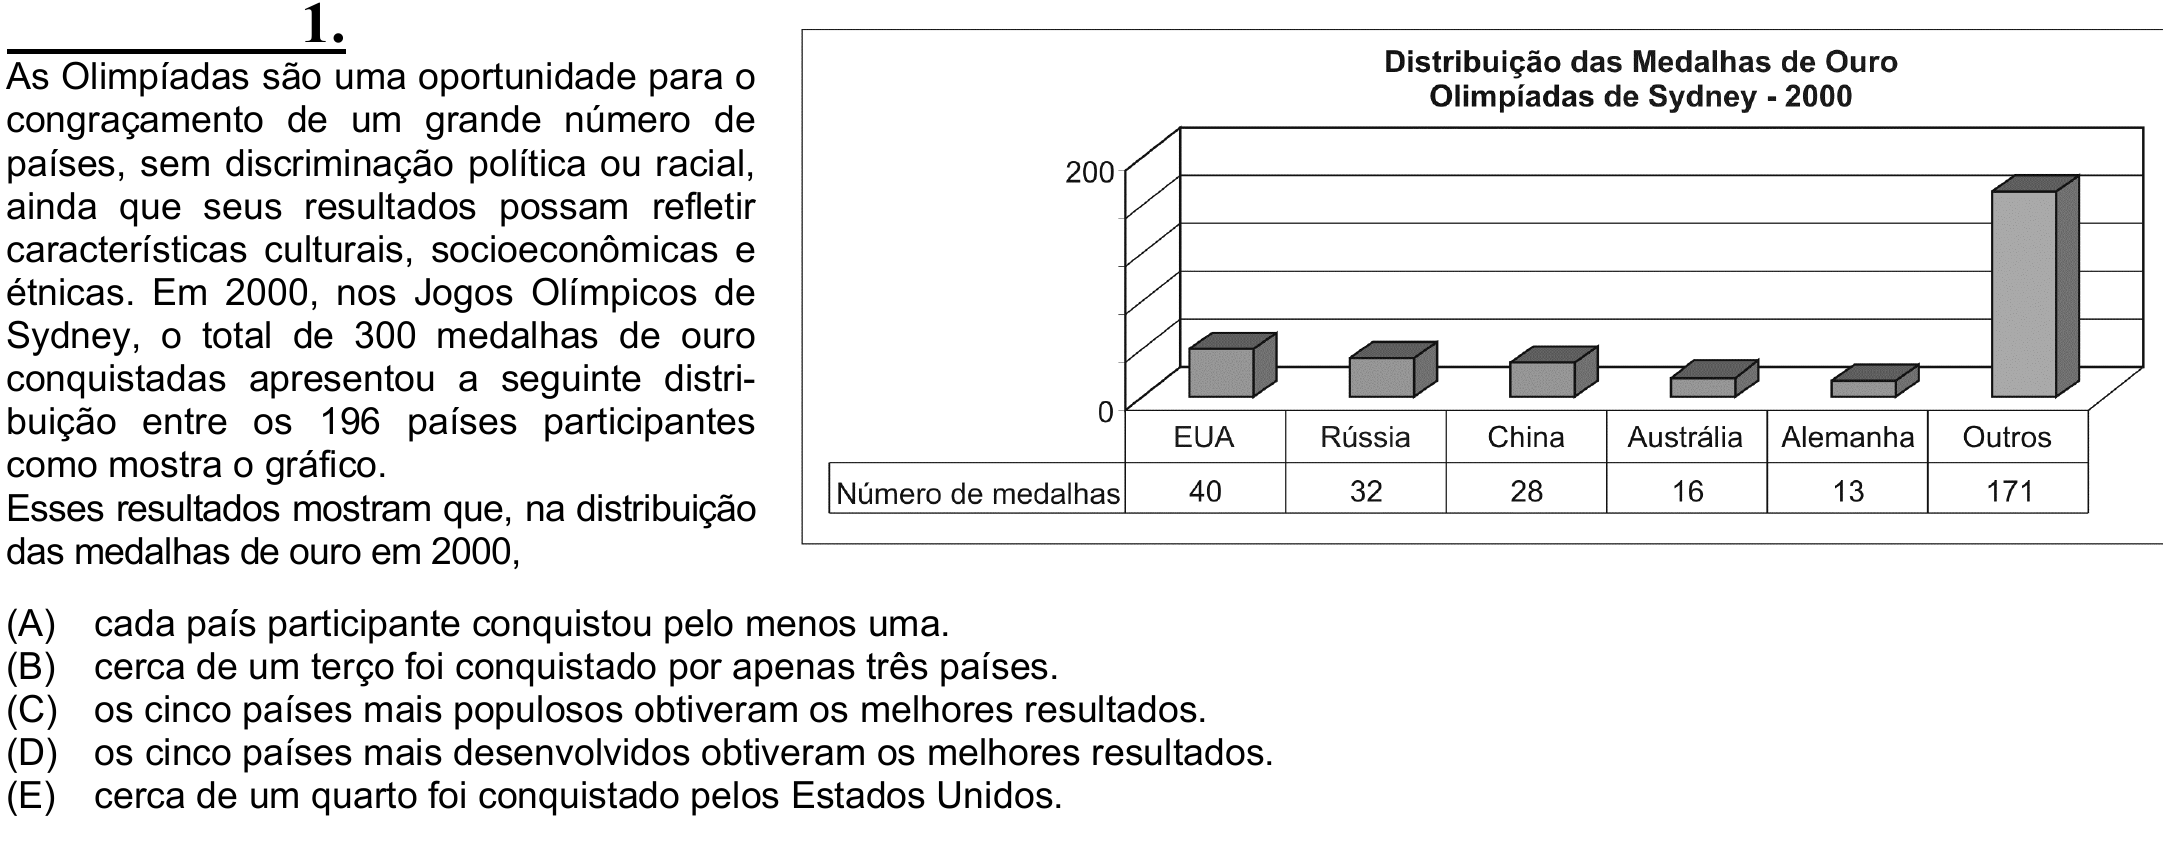 1.
As Olimpíadas são uma oportunidade para o
congraçamento de um grande número de
países, sem discriminação política ou racial,
ainda que seus resultados possam refletir
características culturais, socioeconômicas e
étnicas. Em 2000, nos Jogos Olímpicos de
Sydney, o total de 300 medalhas de ouro
conquistadas apresentou a seguinte distri-
buição entre os 196 países participantes
como mostra o gráfico.
Esses resultados mostram que, na distribuição
das medalhas de ouro em 2000,
Distribuição das Medalhas de Ouro
Olimpíadas de Sydney - 2000
200
0
EUA Rússia China Austrália Alemanha Outros
Número de medalhas 40 32 28 16 13 171
(A) cada país participante conquistou pelo menos uma.
(B) cerca de um terço foi conquistado por apenas três países.
(C) os cinco países mais populosos obtiveram os melhores resultados.
(D) os cinco países mais desenvolvidos obtiveram os melhores resultados.
(E) cerca de um quarto foi conquistado pelos Estados Unidos.